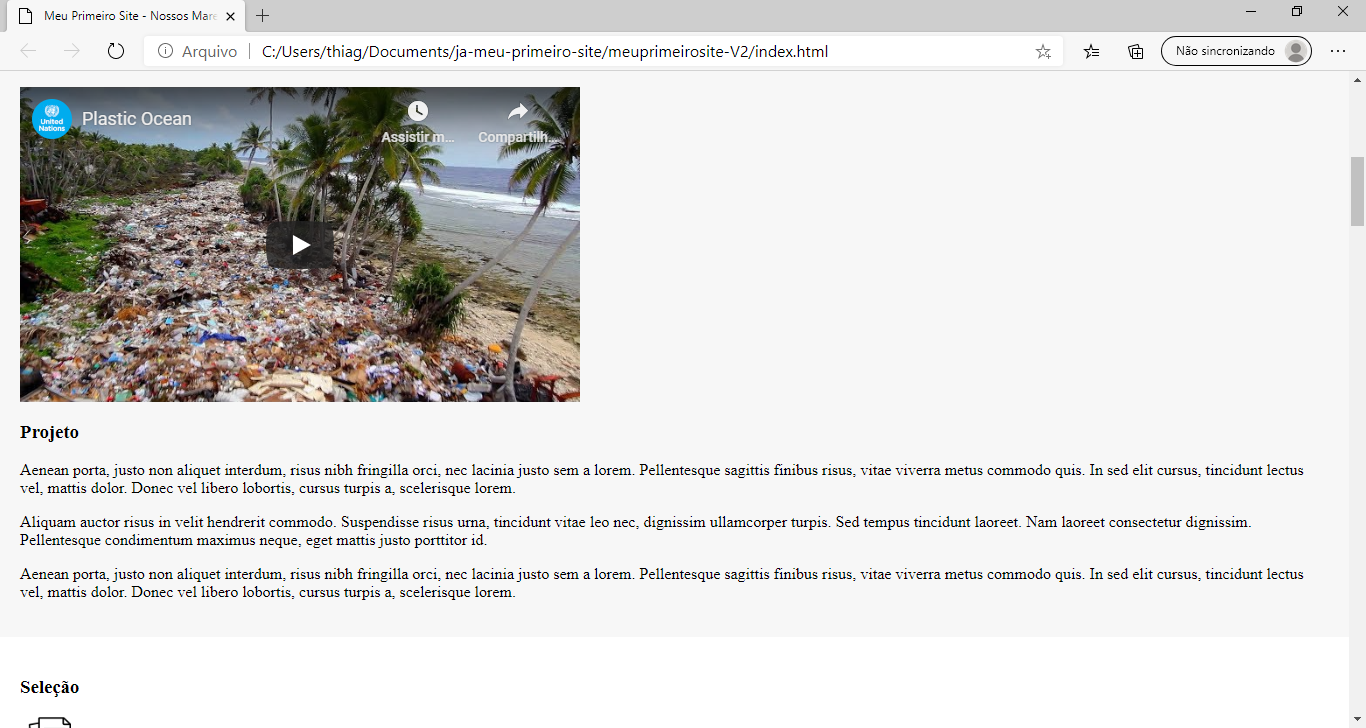 Meu Primeiro Site - Nossos Mare
Arquivo
C:/Users/thiag/Documents/ja-meu-primeiro-site/meuprimeirosite-V2/index.html
Não sincronizando
United
Nations
Plastic Ocean
Assistir m...
Compartilh...
Projeto
Aenean porta, justo non aliquet interdum, risus nibh fringilla orci, nec lacinia justo sem a lorem. Pellentesque sagittis finibus risus, vitae viverra metus commodo quis. In sed elit cursus, tincidunt lectus
vel, mattis dolor. Donec vel libero lobortis, cursus turpis a, scelerisque lorem.
Aliquam auctor risus in velit hendrerit commodo. Suspendisse risus urna, tincidunt vitae leo nec, dignissim ullamcorper turpis. Sed tempus tincidunt laoreet. Nam laoreet consectetur dignissim.
Pellentesque condimentum maximus neque, eget mattis justo porttitor id.
Aenean porta, justo non aliquet interdum, risus nibh fringilla orci, nec lacinia justo sem a lorem. Pellentesque sagittis finibus risus, vitae viverra metus commodo quis. In sed elit cursus, tincidunt lectus
vel, mattis dolor. Donec vel libero lobortis, cursus turpis a, scelerisque lorem.
Seleção